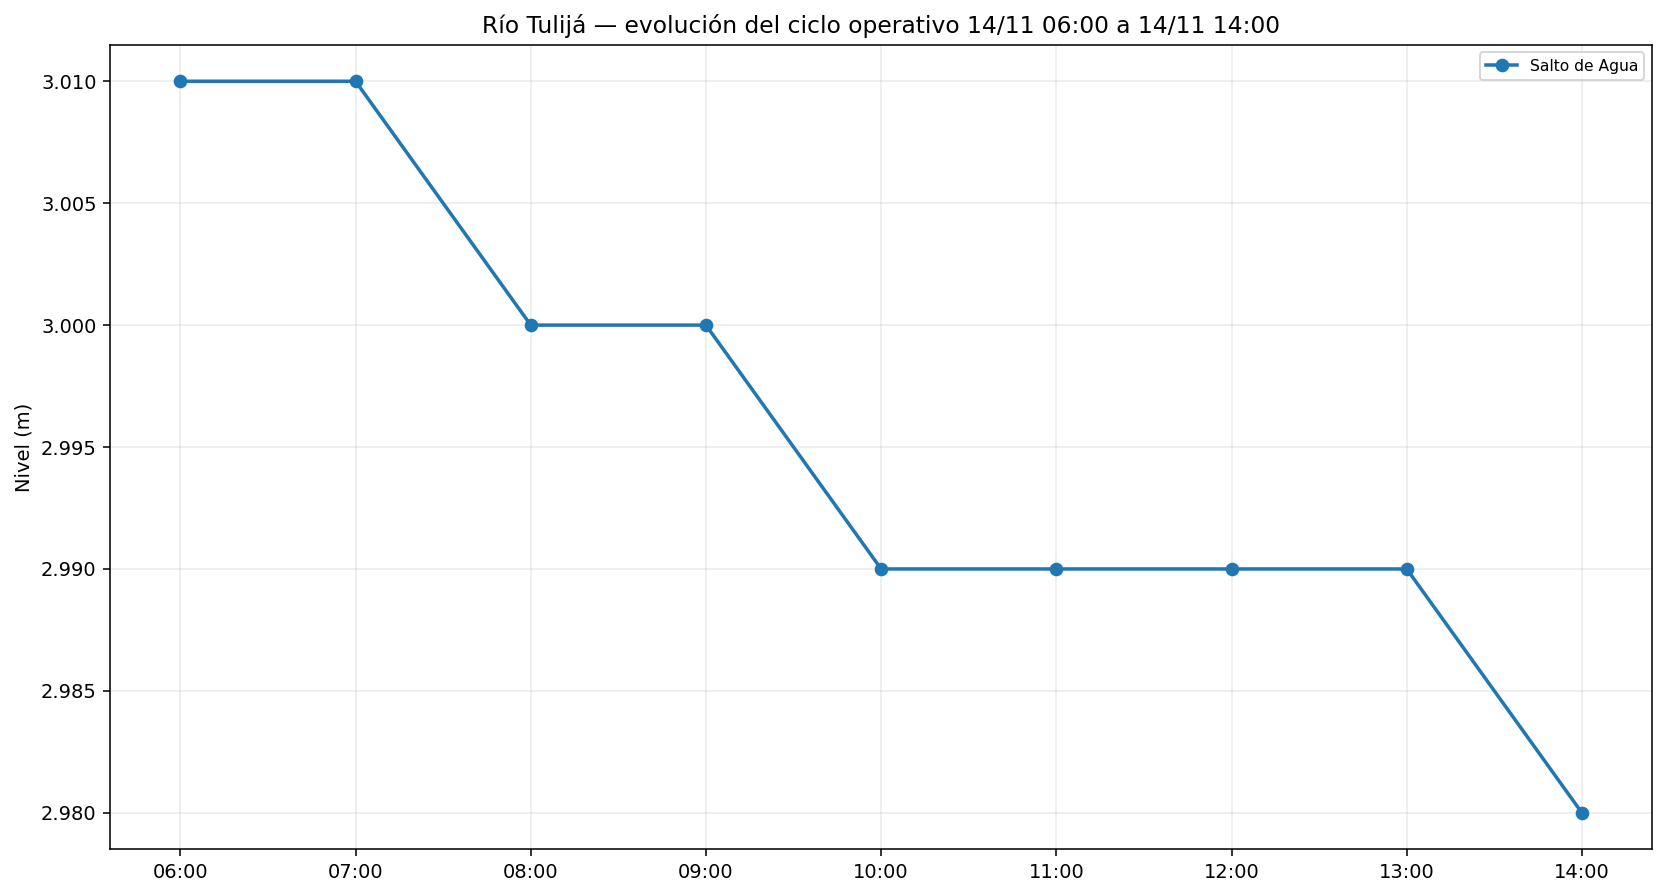 Río Tulijá — evolución del ciclo operativo 14/11 06:00 a 14/11 14:00
Salto de Agua
Nivel (m)
3.010
3.005
3.000
2.995
2.990
2.985
2.980
06:00 07:00 08:00 09:00 10:00 11:00 12:00 13:00 14:00